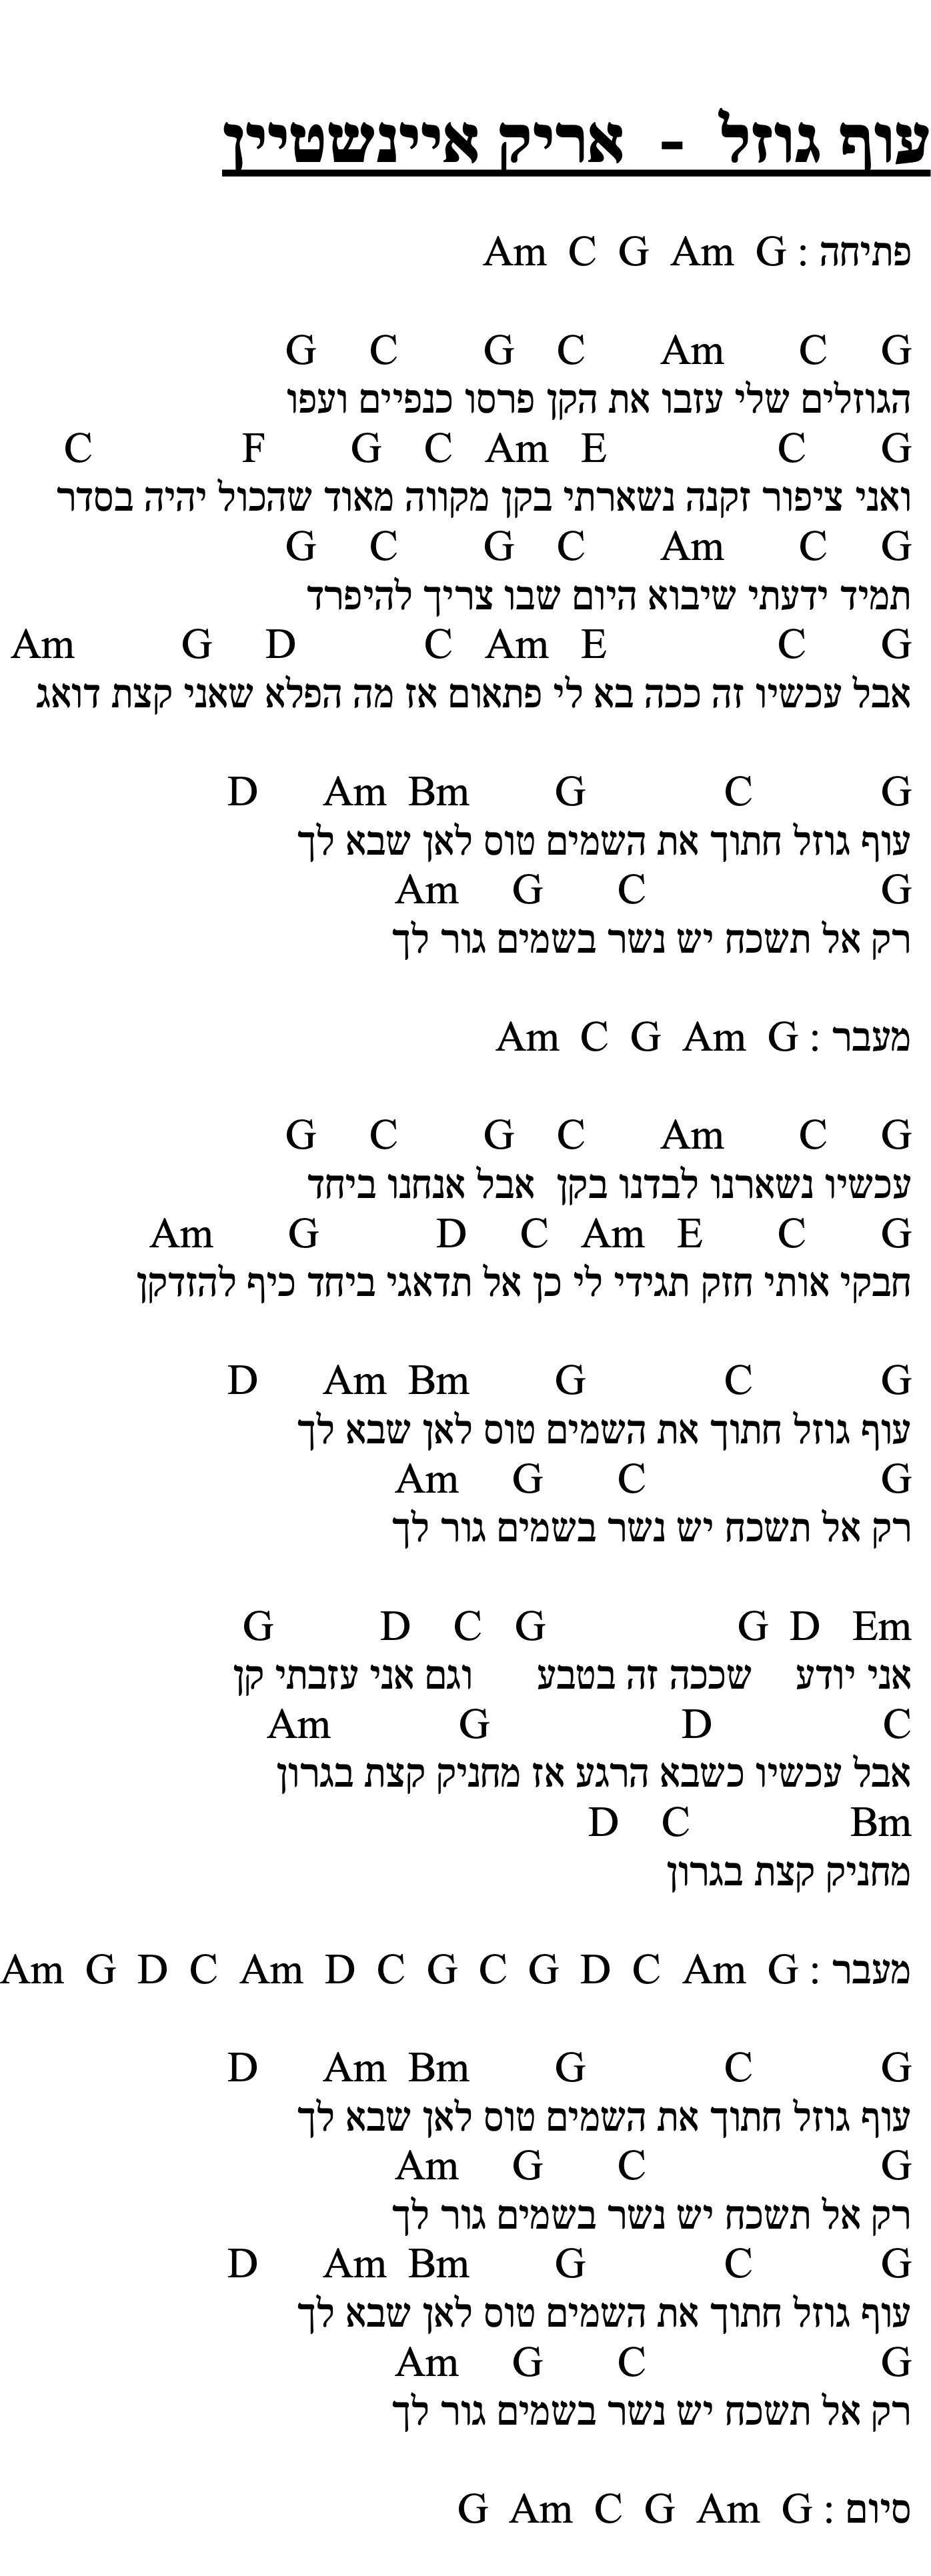 עוף גוזל - אריק איינשטיין
פתיחה : Am C G Am G
G C G C Am C G
הגוזלים שלי עזבו את הקן פרסו כנפיים ועפו
C F G C Am E C G
ואני ציפור זקנה נשארתי בקן מקווה מאוד שהכול יהיה בסדר
G C G C Am C G
תמיד ידעתי שיבוא היום שבו צריך להיפרד
Am G D C Am E C G
אבל עכשיו זה ככה בא לי פתאום אז מה הפלא שאני קצת דואג
D Am Bm G C G
עוף גוזל חתוך את השמים טוס לאן שבא לך
Am G C G
רק אל תשכח יש נשר בשמים גור לך
מעבר : Am C G Am G
G C G C Am C G
עכשיו נשארנו לבדנו בקן אבל אנחנו ביחד
Am G D C Am E C G
חבקי אותי חזק תגידי לי כן אל תדאגי ביחד כיף להזדקן
D Am Bm G C G
עוף גוזל חתוך את השמים טוס לאן שבא לך
Am G C G
רק אל תשכח יש נשר בשמים גור לך
G D C G G D Em
אני יודע שככה זה בטבע וגם אני עזבתי קן
Am G D C
אבל עכשיו כשבא הרגע אז מחניק קצת בגרון
D C Bm
מחניק קצת בגרון
מעבר : Am G D C Am D C G C G D C Am G
D Am Bm G C G
עוף גוזל חתוך את השמים טוס לאן שבא לך
Am G C G
רק אל תשכח יש נשר בשמים גור לך
D Am Bm G C G
עוף גוזל חתוך את השמים טוס לאן שבא לך
Am G C G
רק אל תשכח יש נשר בשמים גור לך
סיום : G Am C G Am G